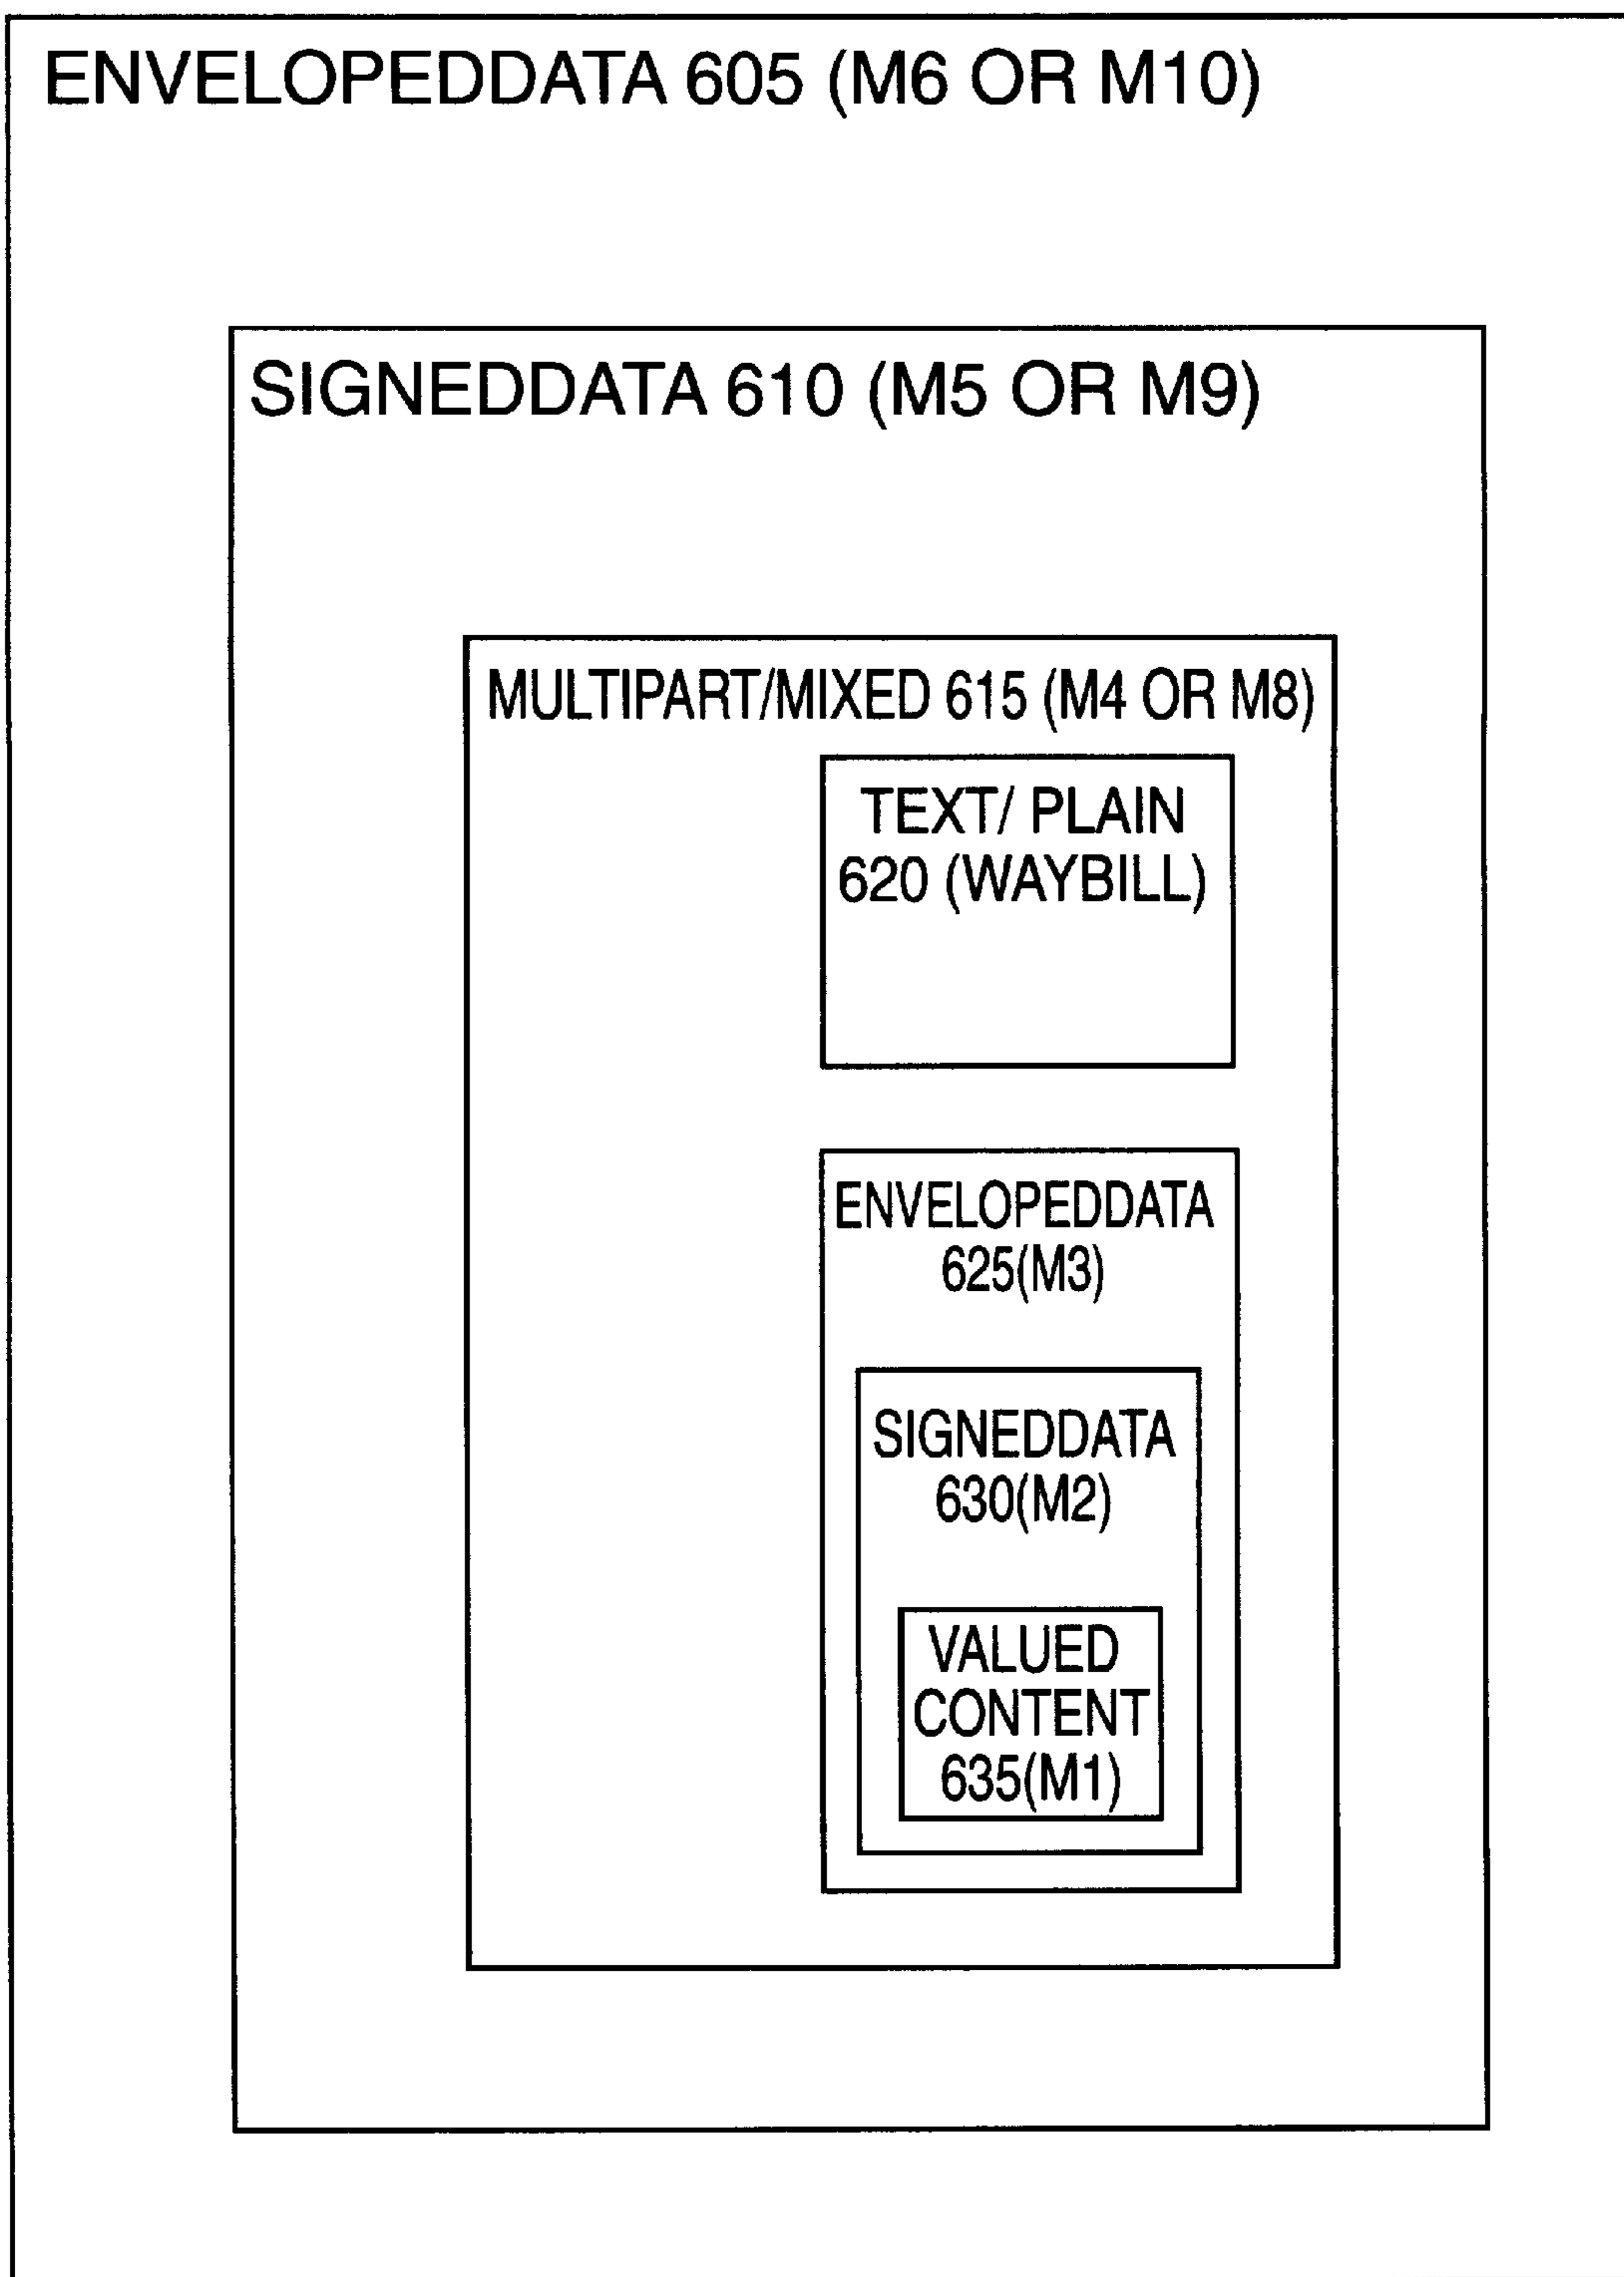 ENVELOPEDDATA 605 (M6 OR M10)
SIGNEDDATA 610 (M5 OR M9)
MULTIPART/MIXED 615 (M4 OR M8)
TEXT/ PLAIN
620 (WAYBILL)
ENVELOPEDDATA
625(M3)
SIGNEDDATA
630(M2)
VALUED
CONTENT
635(M1)